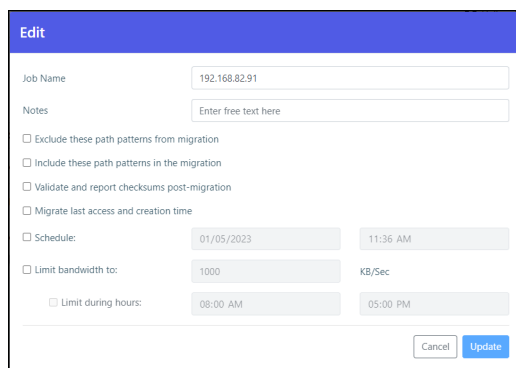 Edit
Job Name 192.168.82.91
Notes Enter free text here
Exclude these path patterns from migration
Include these path patterns in the migration
Validate and report checksums post-migration
Migrate last access and creation time
Schedule: 01/05/2023 11:36 AM
Limit bandwidth to: 1000 KB/Sec
Limit during hours: 08:00 AM 05:00 PM
Cancel Update